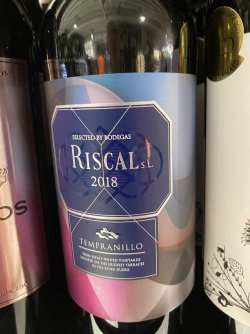 SELECTED BY BODEGAS
RISCAL S.L.
2018
TEMPRANILLO
FROM ESTATE OWNED VINEYARDS
LOCATED ON THE HIGHEST TERRACES
OF THE RIVER DUERO
OS